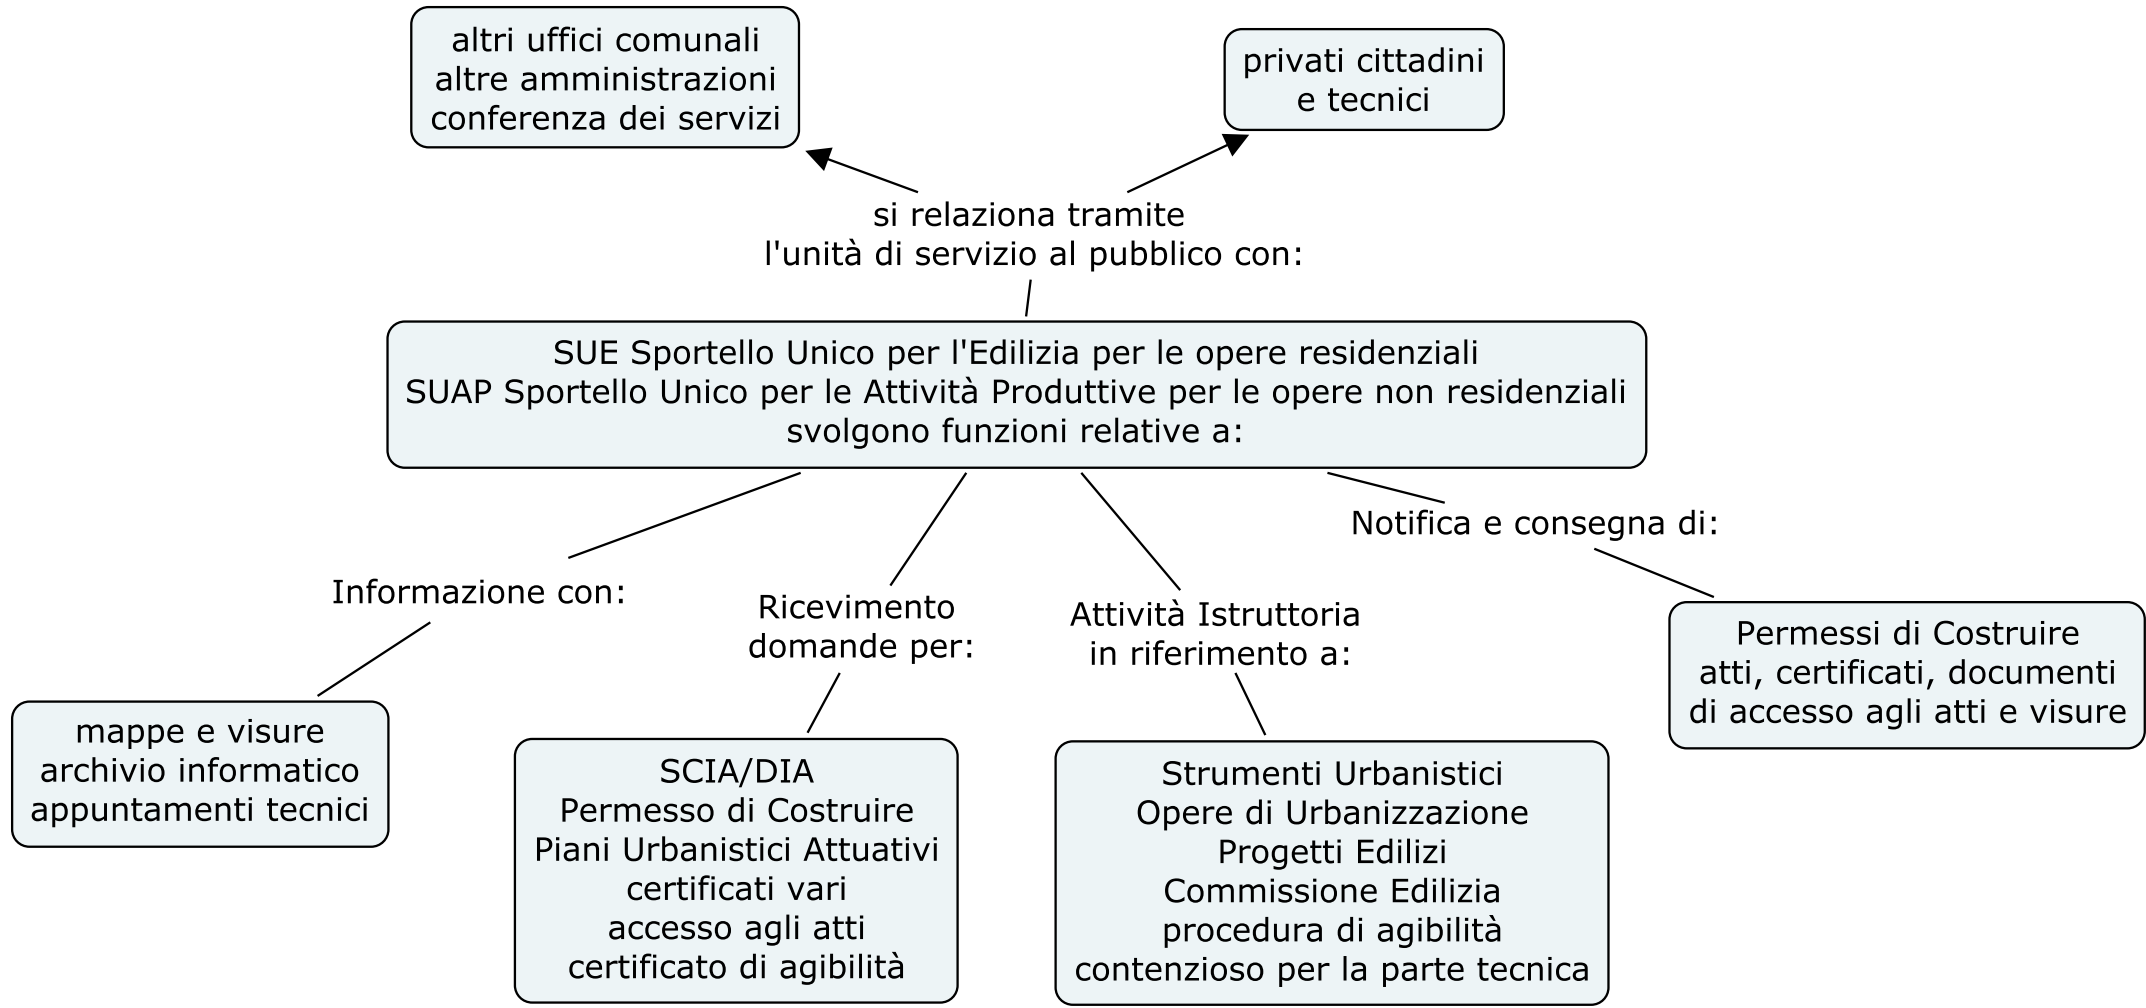 altri uffici comunali
altre amministrazioni
conferenza dei servizi
privati cittadini
e tecnici
si relaziona tramite
l'unità di servizio al pubblico con:
SUE Sportello Unico per l'Edilizia per le opere residenziali
SUAP Sportello Unico per le Attività Produttive per le opere non residenziali
svolgono funzioni relative a:
Informazione con:
mappe e visure
archivio informatico
appuntamenti tecnici
Ricevimento
domande per:
SCIA/DIA
Permesso di Costruire
Piani Urbanistici Attuativi
certificati vari
accesso agli atti
certificato di agibilità
Attività Istruttoria
in riferimento a:
Strumenti Urbanistici
Opere di Urbanizzazione
Progetti Edilizi
Commissione Edilizia
procedura di agibilità
contenzioso per la parte tecnica
Notifica e consegna di:
Permessi di Costruire
atti, certificati, documenti
di accesso agli atti e visure